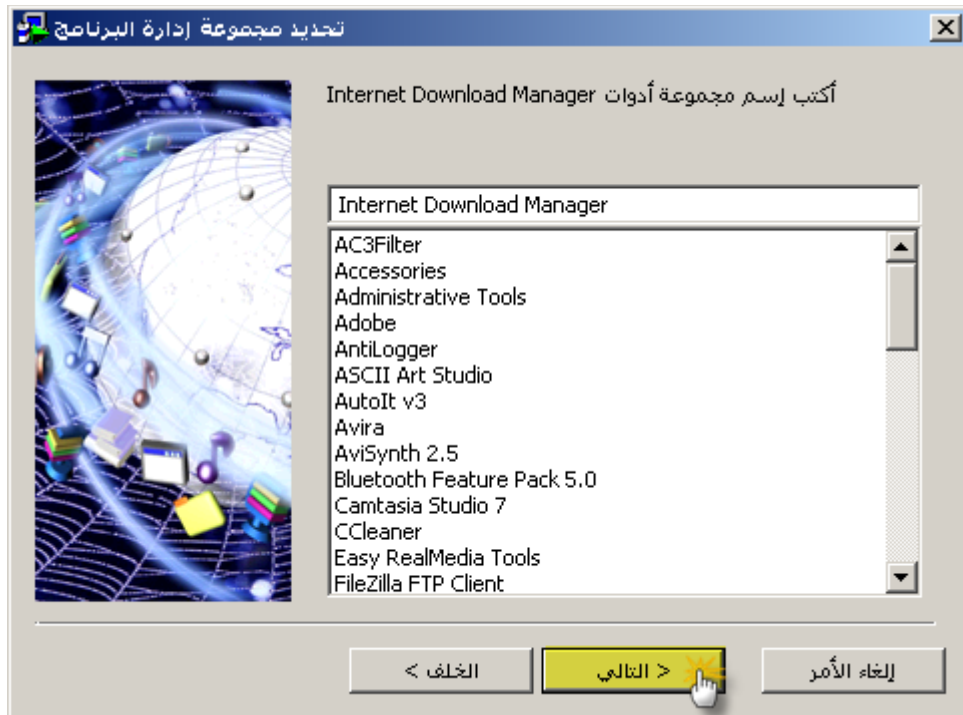 تحديد مجموعة إدارة البرنامج
أكتب إسم مجموعة أدوات Internet Download Manager
Internet Download Manager
AC3Filter
Accessories
Administrative Tools
Adobe
AntiLogger
ASCII Art Studio
AutoIt v3
Avira
AviSynth 2.5
Bluetooth Feature Pack 5.0
Camtasia Studio 7
CCleaner
Easy RealMedia Tools
FileZilla FTP Client
الخلف >
< التالي
إلغاء الأمر